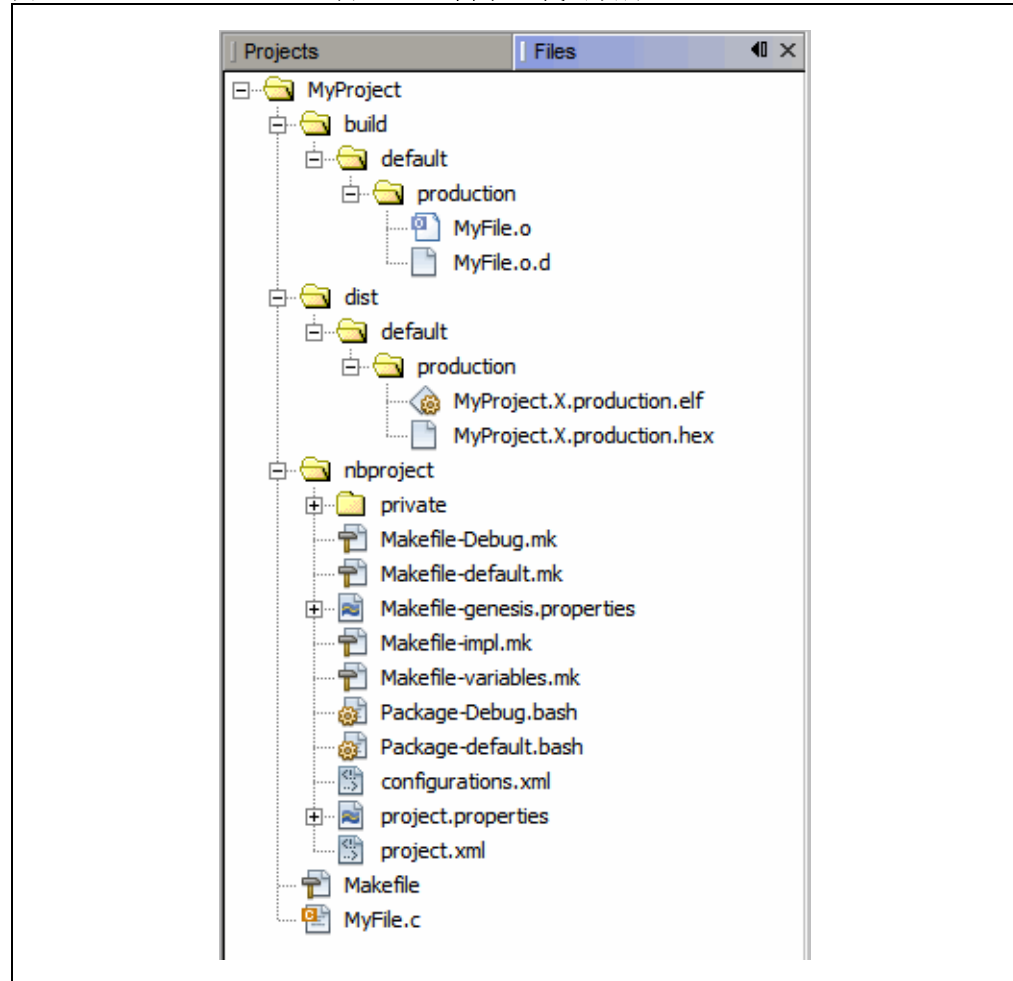 Projects
Files
MyProject
build
default
production
MyFile.o
MyFile.o.d
dist
default
production
MyProject.X.production.elf
MyProject.X.production.hex
nbproject
private
Makefile-Debug.mk
Makefile-default.mk
Makefile-genesis.properties
Makefile-impl.mk
Makefile-variables.mk
Package-Debug.bash
Package-default.bash
configurations.xml
project.properties
project.xml
Makefile
MyFile.c